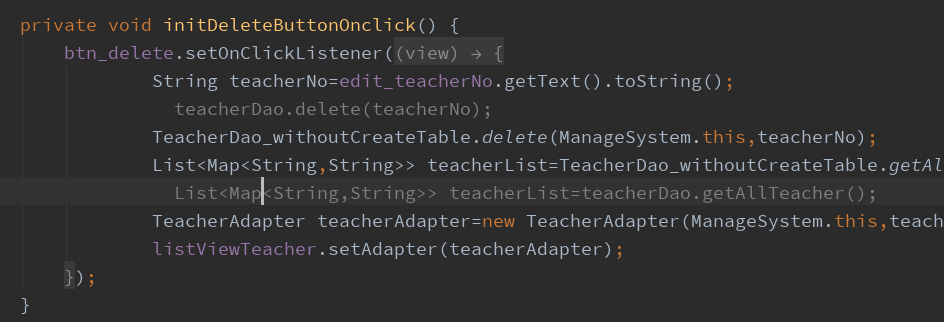 private void initDeleteButtonOnclick() {
btn_delete.setOnClickListener((view) → {
String teacherNo=edit_teacherNo.getText().toString();
teacherDao.delete(teacherNo);
TeacherDao_withoutCreateTable.delete(ManageSystem.this,teacherNo);
List<Map<String,String>> teacherList=TeacherDao_withoutCreateTable.getAl
List<Map<String,String>> teacherList=teacherDao.getAllTeacher();
TeacherAdapter teacherAdapter=new TeacherAdapter(ManageSystem.this,teach
listViewTeacher.setAdapter(teacherAdapter);
});
}